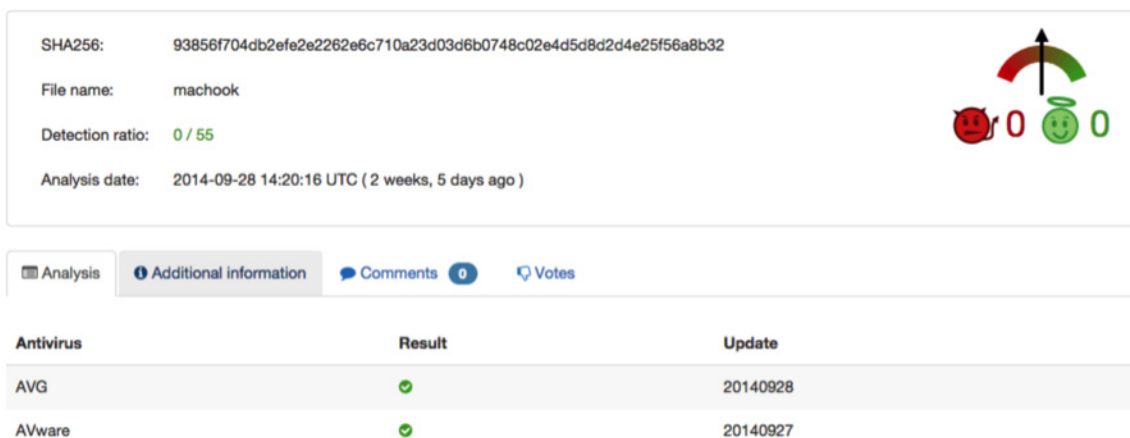 SHA256: 93856f704db2efe2e2262e6c710a23d03d6b0748c02e4d5d8d2d4e25f56a8b32
File name: machook
Detection ratio: 0 / 55
0 0
Analysis date: 2014-09-28 14:20:16 UTC ( 2 weeks, 5 days ago )
Analysis Additional information Comments 0 Votes
Antivirus Result Update
AVG 20140928
AVware 20140927